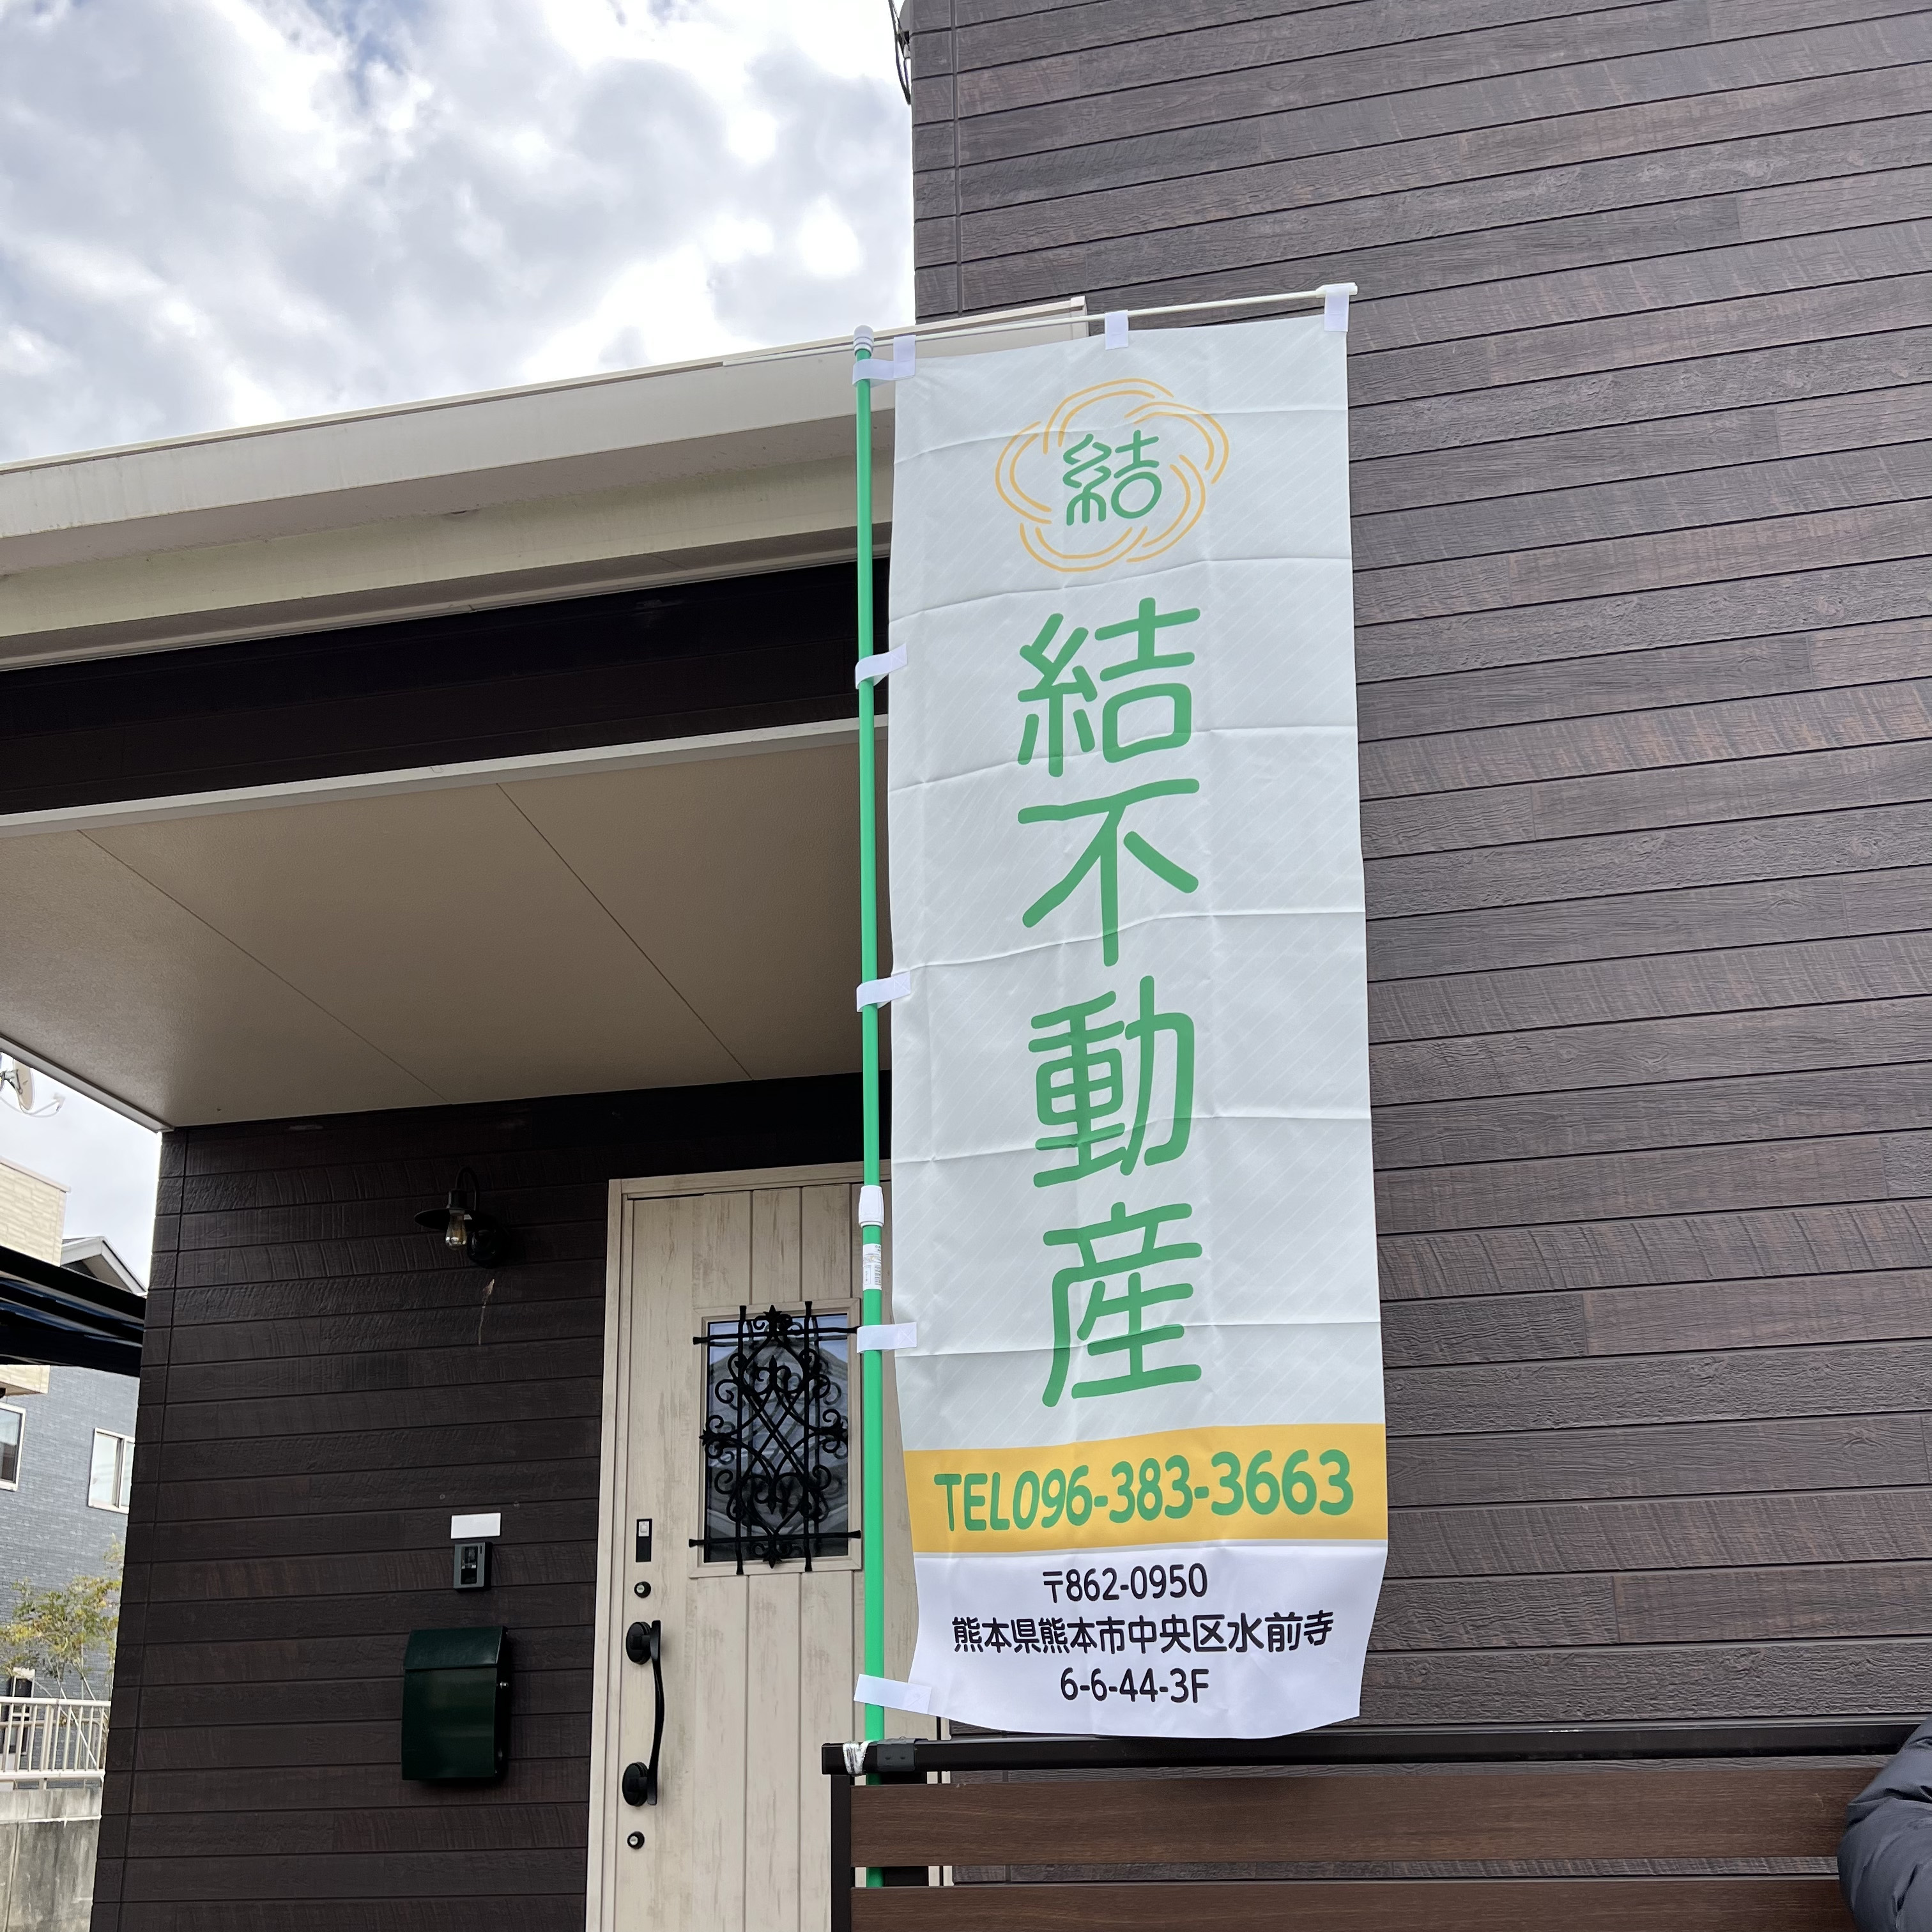 結
結不動産
TEL096-383-3663
〒862-0950
熊本県熊本市中央区水前寺
6-6-44-3F